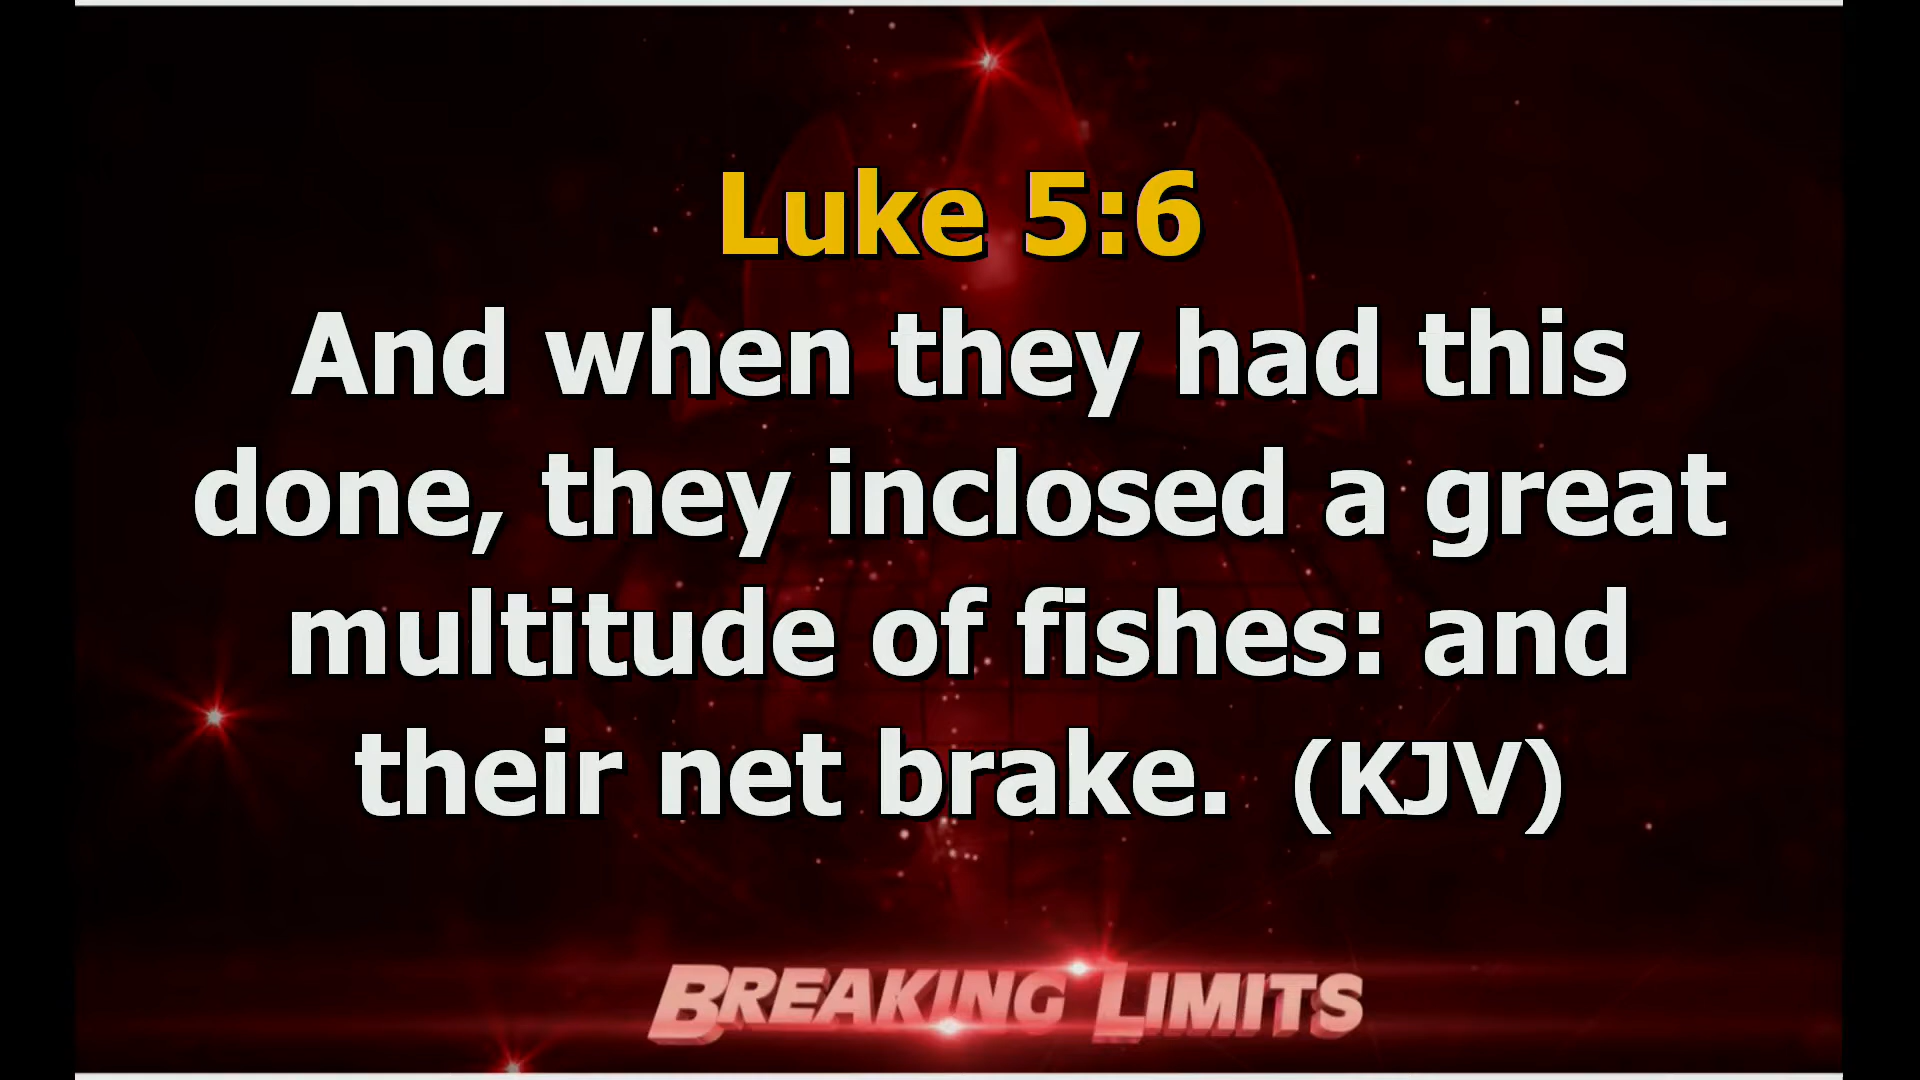 Luke 5:6
And when they had this
done, they inclosed a great
multitude of fishes: and
their net brake.  (KJV)
BREAKING LIMITS